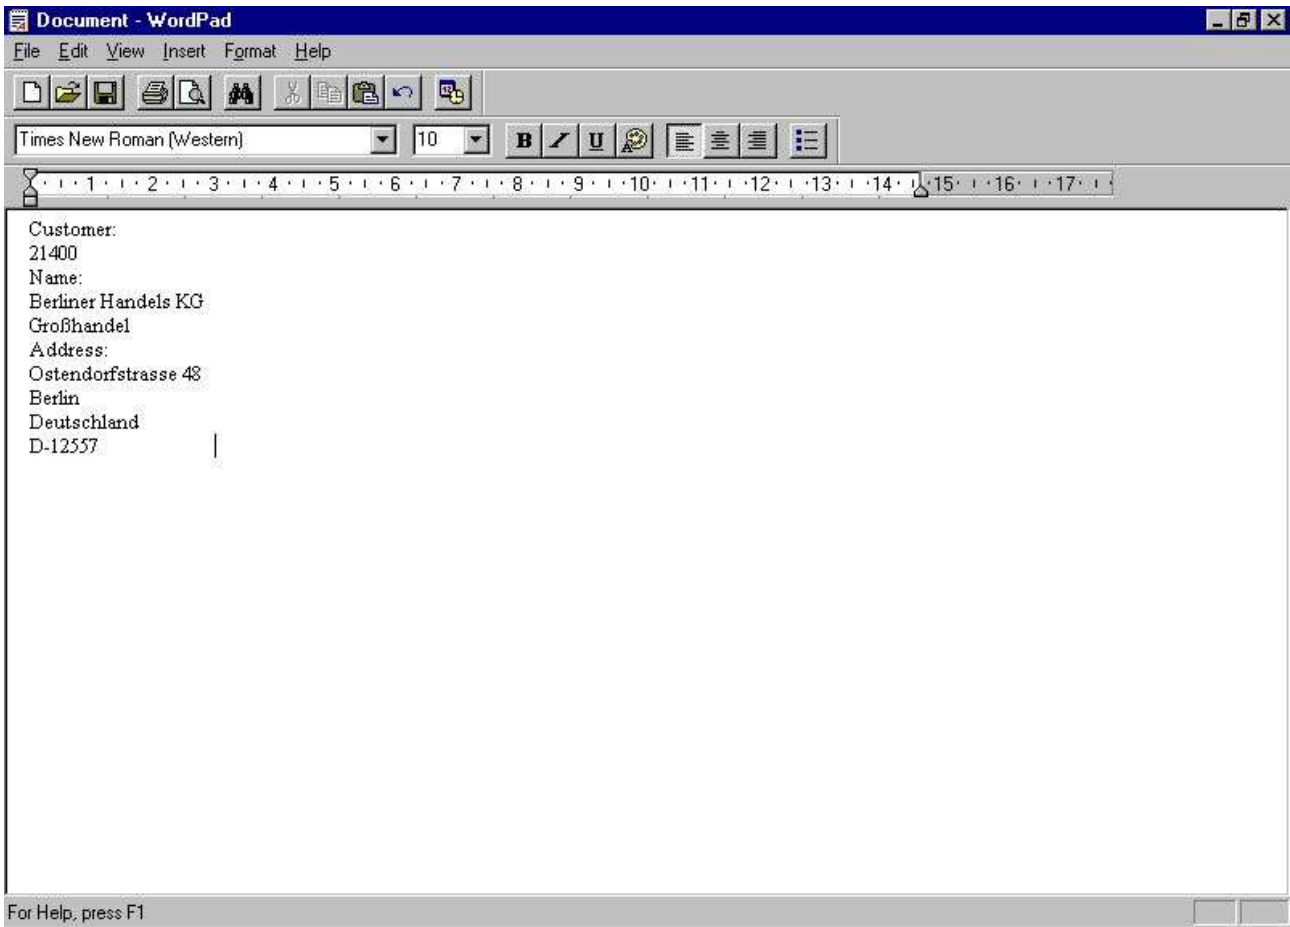 Document - WordPad
File Edit View Insert Format Help
Times New Roman (Western) 10 B I U
1 2 3 4 5 6 7 8 9 10 11 12 13 14 15 16 17
Customer:
21400
Name:
Berliner Handels KG
Großhandel
Address:
Ostendorfstrasse 48
Berlin
Deutschland
D-12557
For Help, press F1